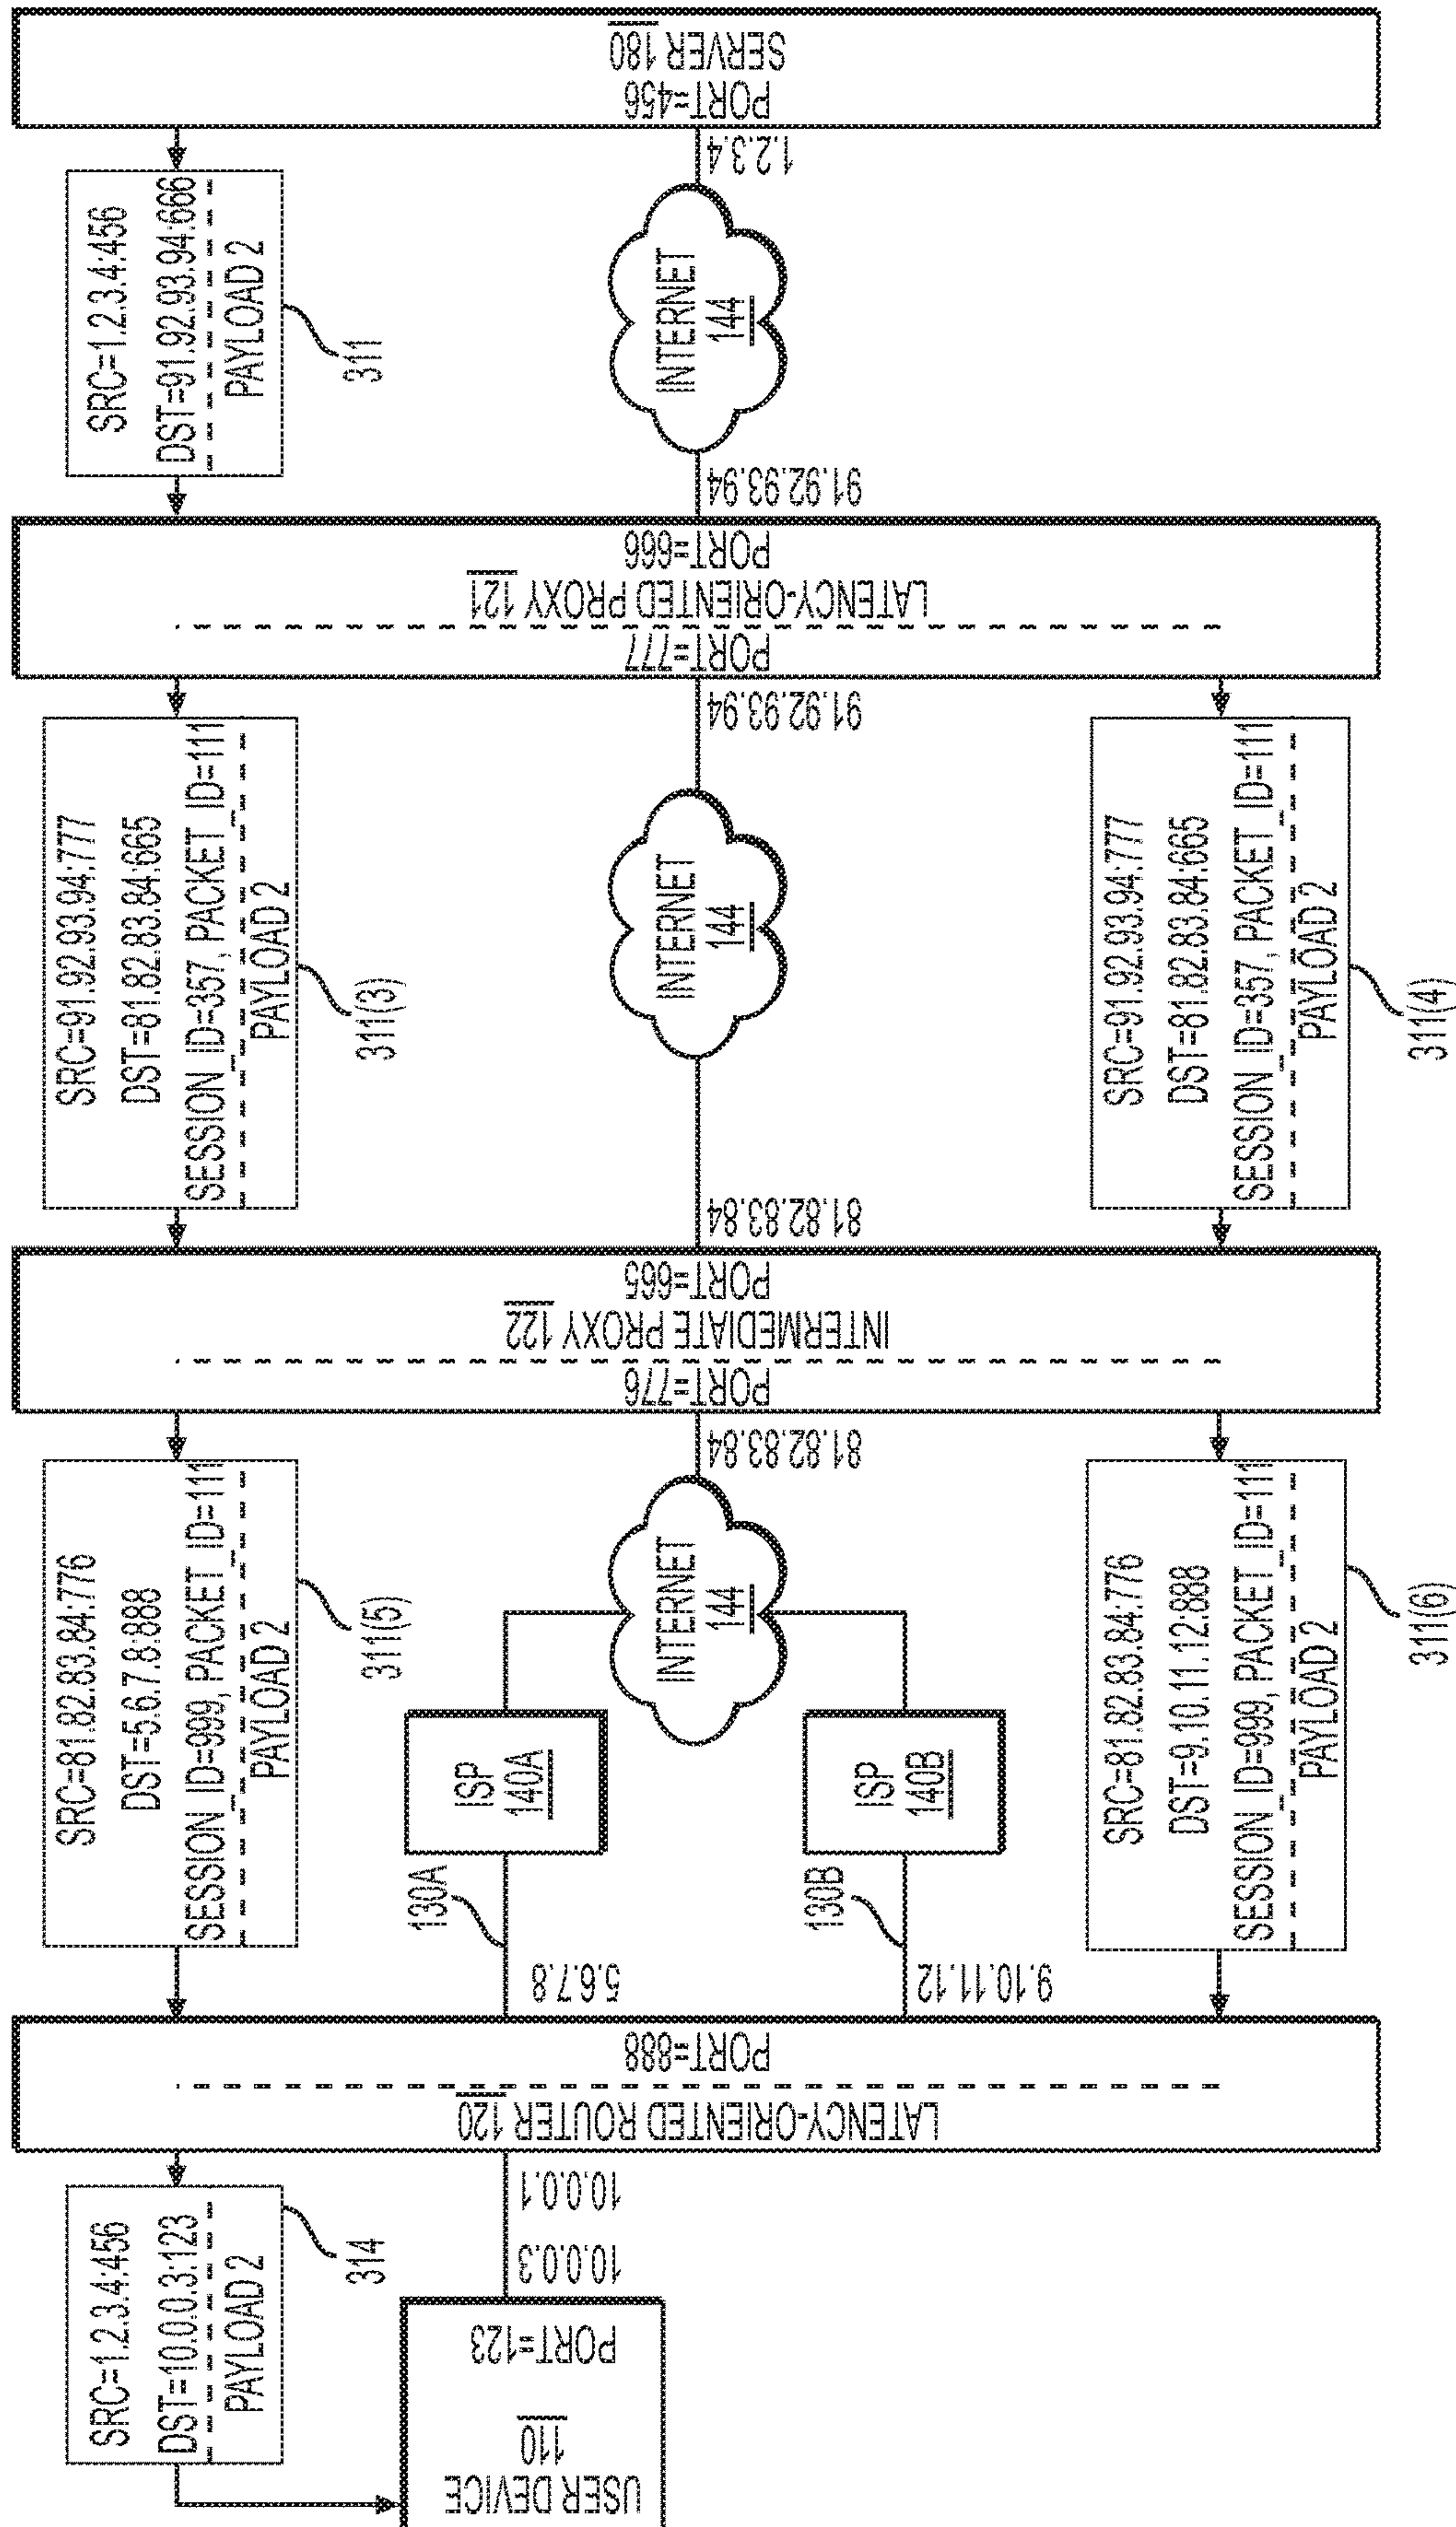 SRC=1.2.3.4:456
DST=10.0.0.3:123
PAYLOAD 2
314
USER DEVICE
110
PORT=123
10.0.0.3
10.0.0.1
LATENCY-ORIENTED ROUTER 120
PORT=888
SRC=81.82.83.84:776
DST=5.6.7.8:888
SESSION_ID=999, PACKET_ID=111
PAYLOAD 2
311(5)
5.6.7.8
130A
ISP
140A
9.10.11.12
130B
ISP
140B
INTERNET
144
81.82.83.84
SRC=81.82.83.84:776
DST=9.10.11.12:888
SESSION_ID=999, PACKET_ID=111
PAYLOAD 2
311(6)
PORT=776
INTERMEDIATE PROXY 122
PORT=665
SRC=91.92.93.94:777
DST=81.82.83.84:665
SESSION_ID=357, PACKET_ID=111
PAYLOAD 2
311(3)
81.82.83.84
INTERNET
144
91.92.93.94
SRC=91.92.93.94:777
DST=81.82.83.84:665
SESSION_ID=357, PACKET_ID=111
PAYLOAD 2
311(4)
PORT=777
LATENCY-ORIENTED PROXY 121
PORT=666
SRC=1.2.3.4:456
DST=91.92.93.94:666
PAYLOAD 2
311
91.92.93.94
INTERNET
144
1.2.3.4
PORT=456
SERVER 180